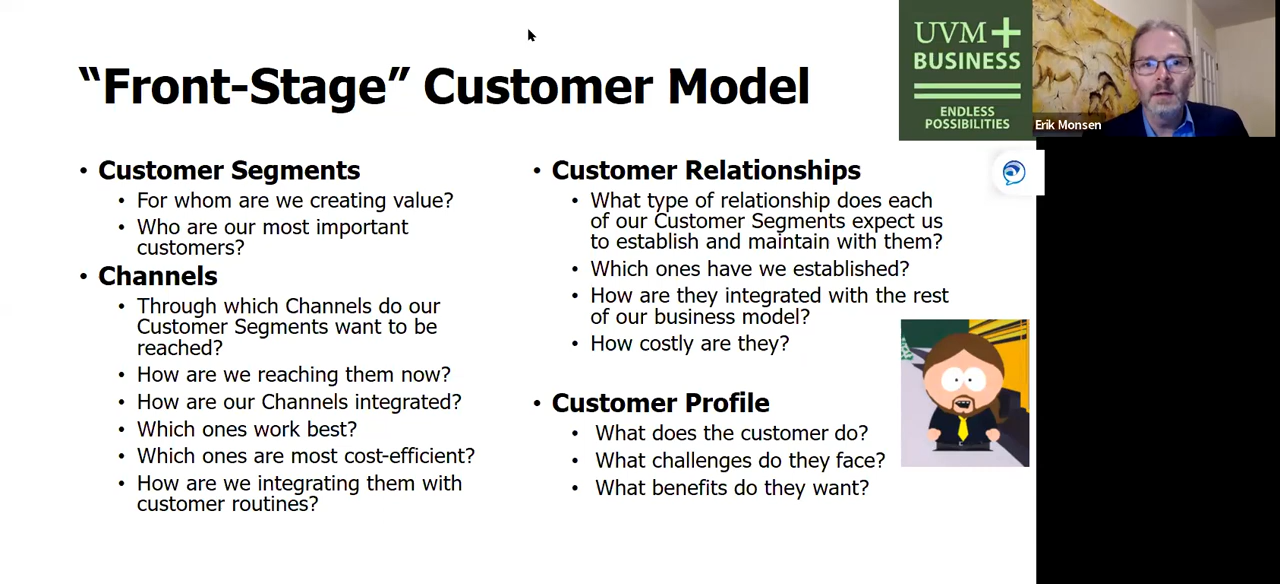 “Front-Stage” Customer Model
• Customer Segments
• For whom are we creating value?
• Who are our most important
customers?
• Channels
• Through which Channels do our
Customer Segments want to be
reached?
• How are we reaching them now?
• How are our Channels integrated?
• Which ones work best?
• Which ones are most cost-efficient?
• How are we integrating them with
customer routines?
• Customer Relationships
• What type of relationship does each
of our Customer Segments expect us
to establish and maintain with them?
• Which ones have we established?
• How are they integrated with the rest
of our business model?
• How costly are they?
• Customer Profile
• What does the customer do?
• What challenges do they face?
• What benefits do they want?
UVM+
BUSINESS
ENDLESS
POSSIBILITIES
Erik Monsen